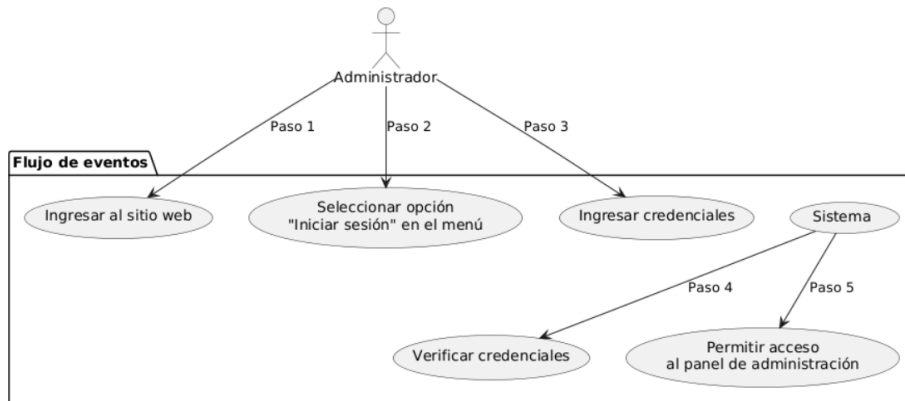 Administrador
Paso 1
Paso 2
Paso 3
Flujo de eventos
Ingresar al sitio web
Seleccionar opción
"Iniciar sesión" en el menú
Ingresar credenciales
Sistema
Paso 4
Paso 5
Verificar credenciales
Permitir acceso
al panel de administración